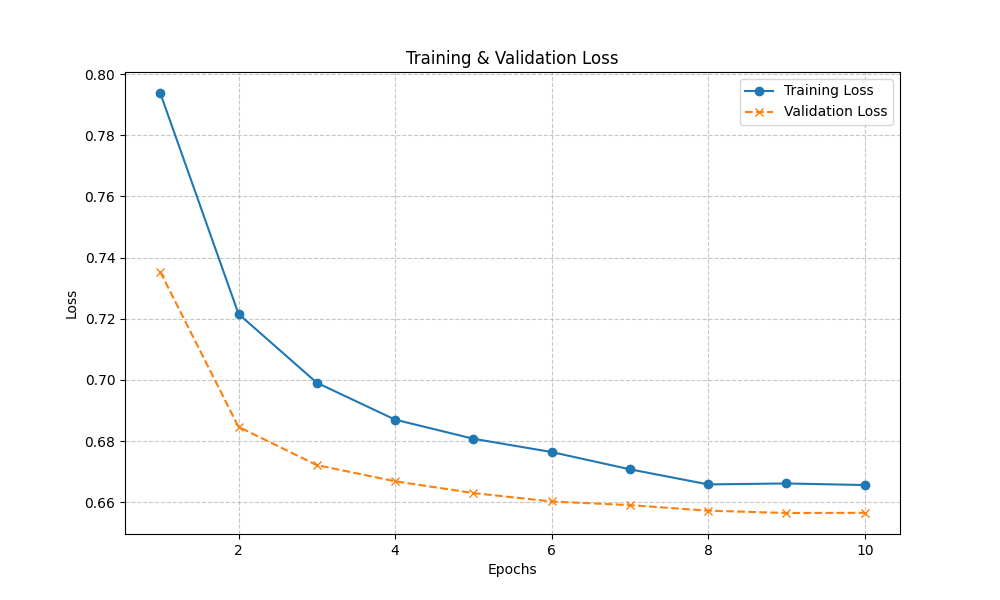 Training & Validation Loss
Training Loss
Validation Loss
Loss
0.80
0.78
0.76
0.74
0.72
0.70
0.68
0.66
2 4 6 8 10
Epochs